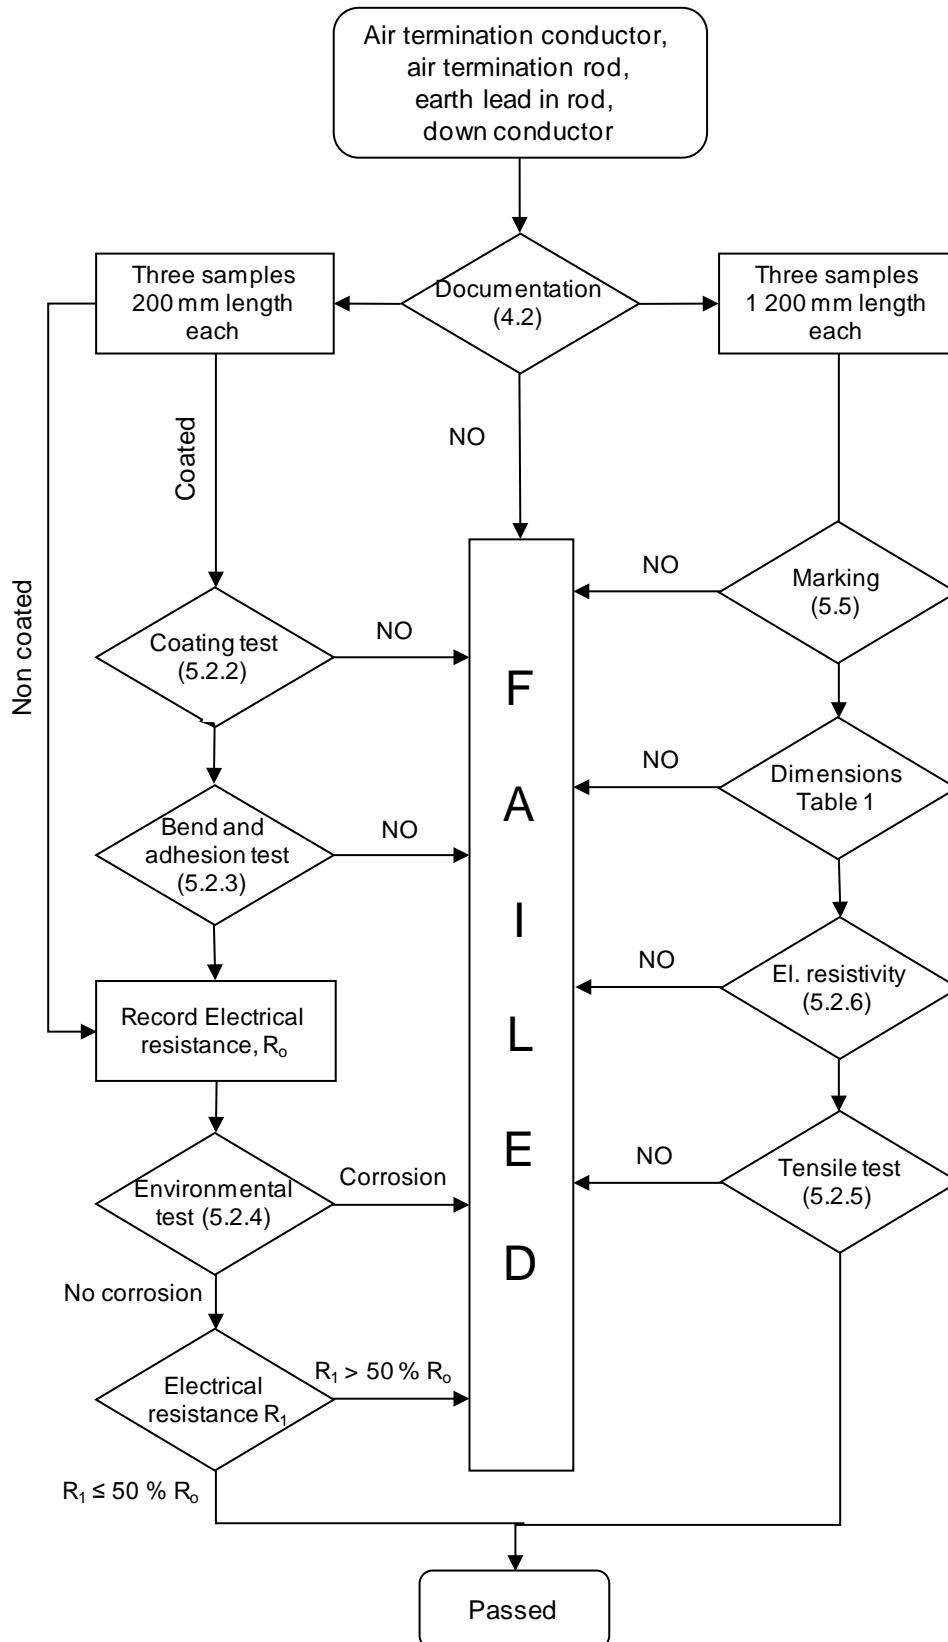 Air termination conductor,
air termination rod,
earth lead in rod,
down conductor
Three samples
200 mm length
each
Documentation
(4.2)
Three samples
1 200 mm length
each
Coated
NO
Non coated
NO
Marking
(5.5)
Coating test
(5.2.2)
NO
F
A
I
L
E
D
NO
Dimensions
Table 1
Bend and
adhesion test
(5.2.3)
NO
NO
El. resistivity
(5.2.6)
Record Electrical
resistance, Ro
NO
Tensile test
(5.2.5)
Environmental
test (5.2.4)
Corrosion
No corrosion
Electrical
resistance R1
R1 > 50 % Ro
R1 ≤ 50 % Ro
Passed